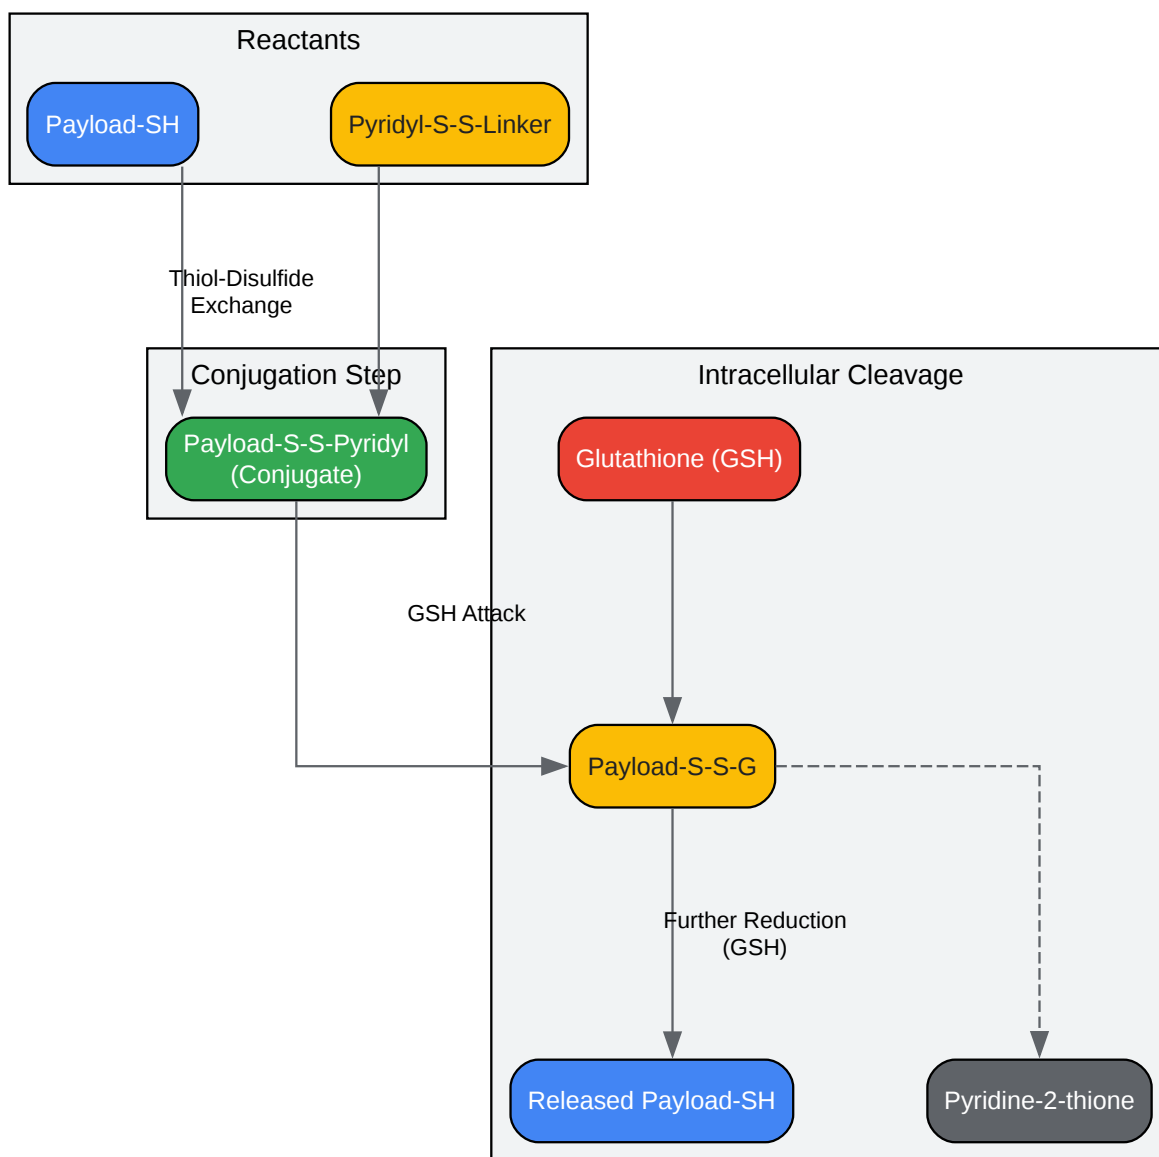 Reactants
Payload-SH
Pyridyl-S-S-Linker
Thiol-Disulfide
Exchange
Conjugation Step
Payload-S-S-Pyridyl
(Conjugate)
Intracellular Cleavage
Glutathione (GSH)
GSH Attack
Payload-S-S-G
Further Reduction
(GSH)
Released Payload-SH
Pyridine-2-thione